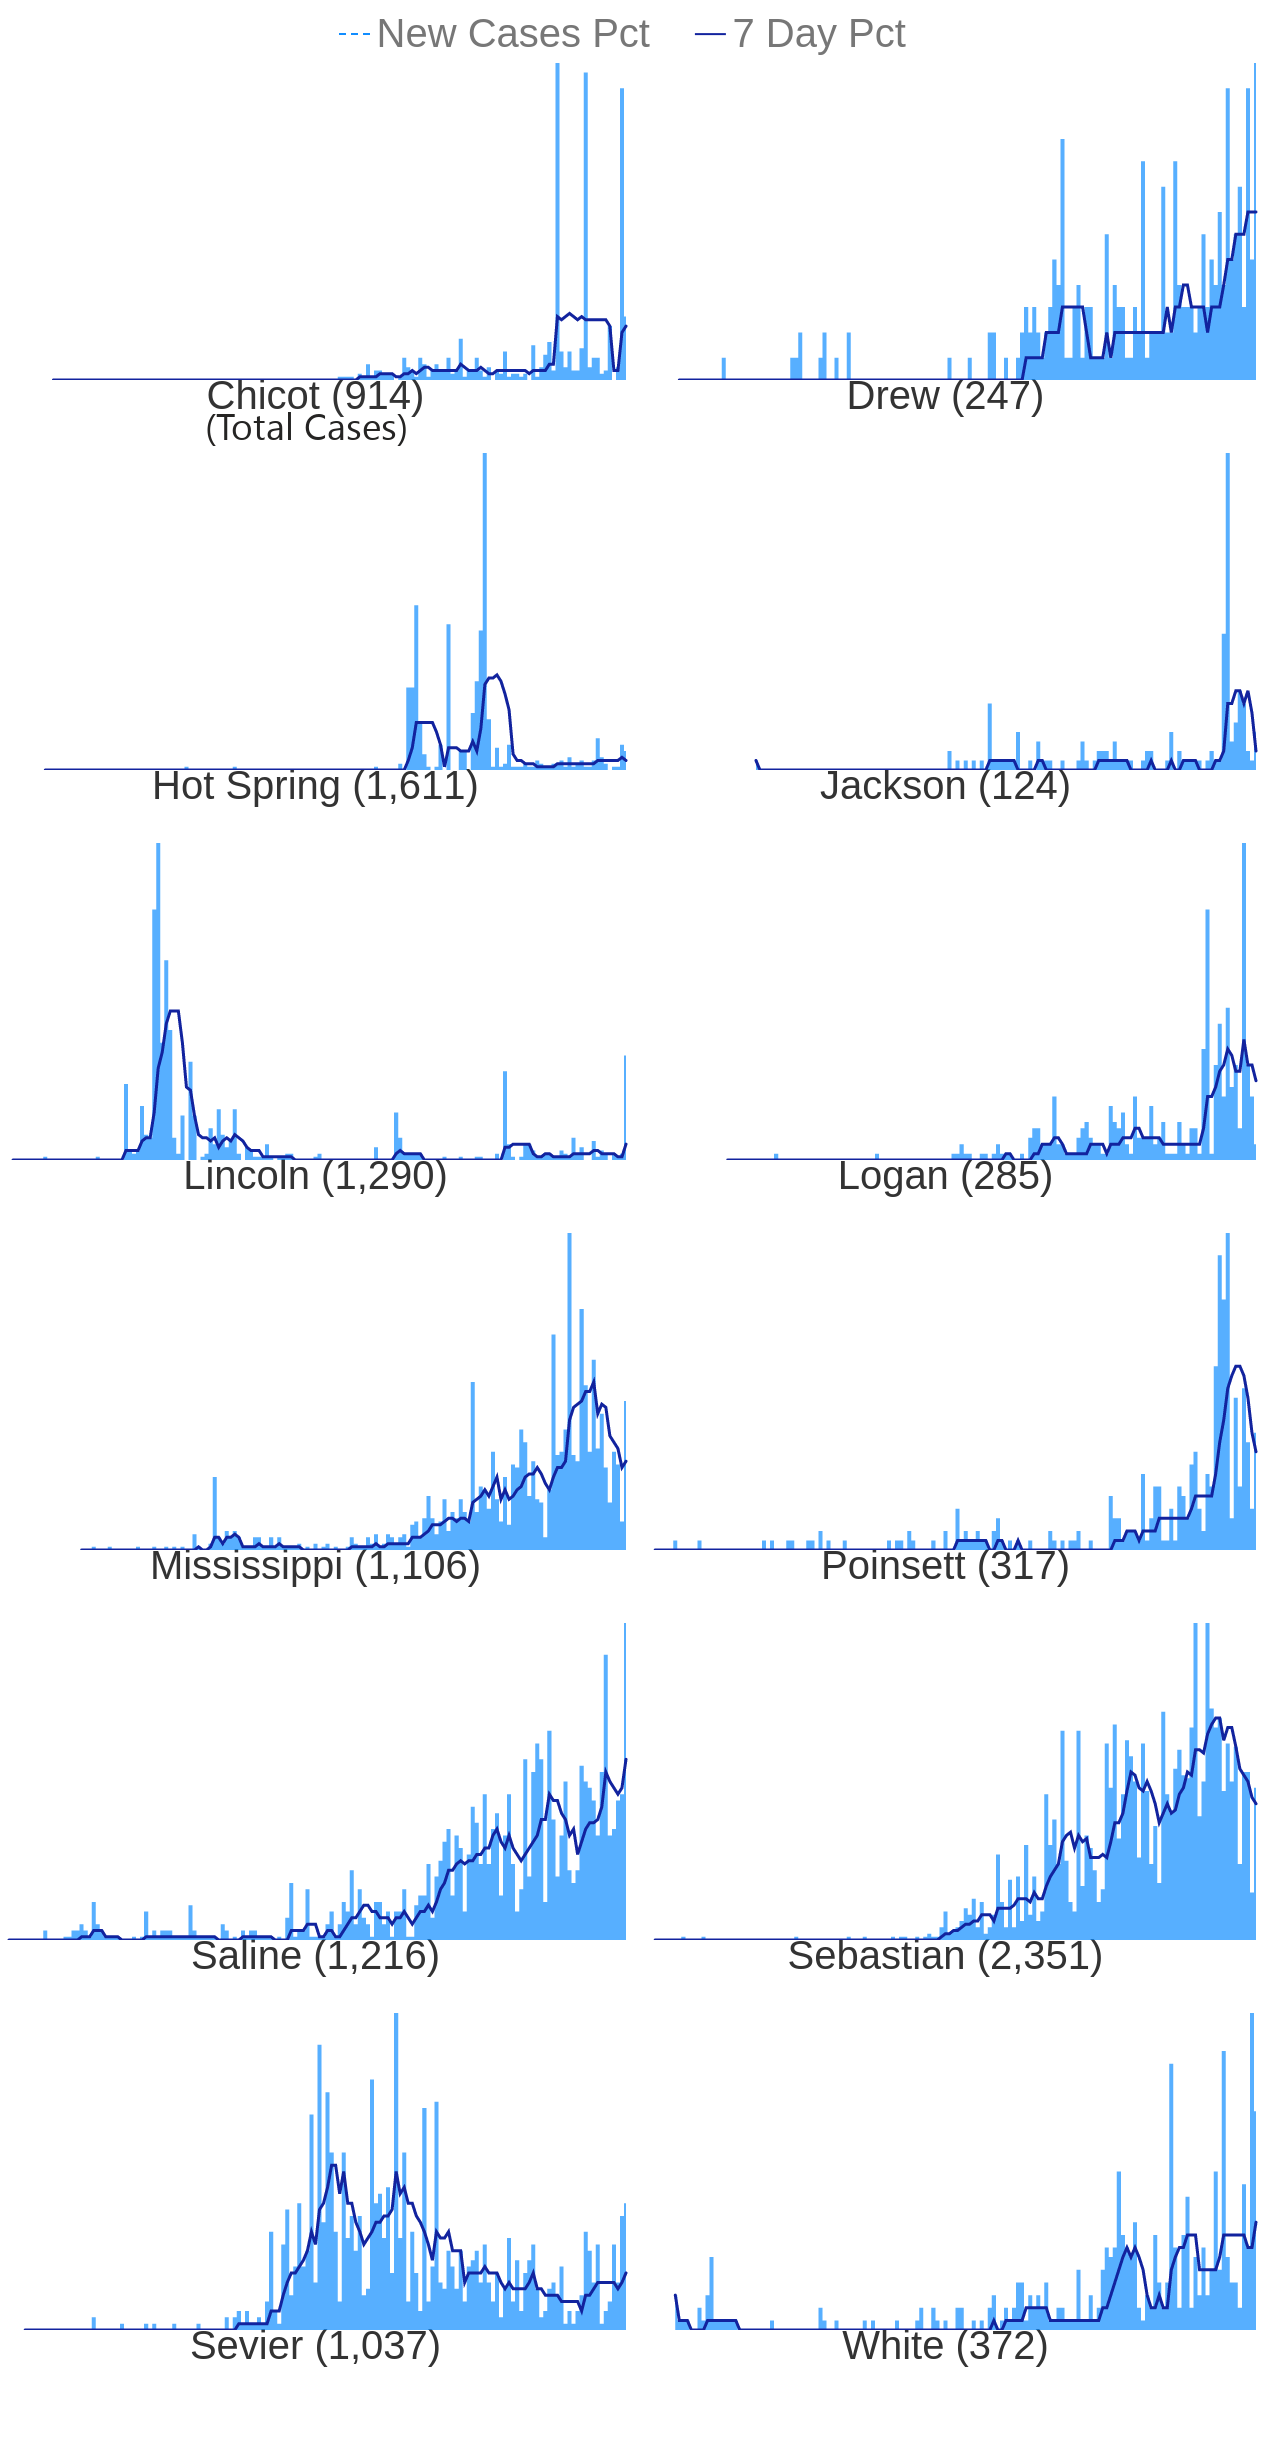 New Cases Pct 7 Day Pct
Chicot (914) Drew (247)
(Total Cases)
Hot Spring (1,611) Jackson (124)
Lincoln (1,290) Logan (285)
Mississippi (1,106) Poinsett (317)
Saline (1,216) Sebastian (2,351)
Sevier (1,037) White (372)